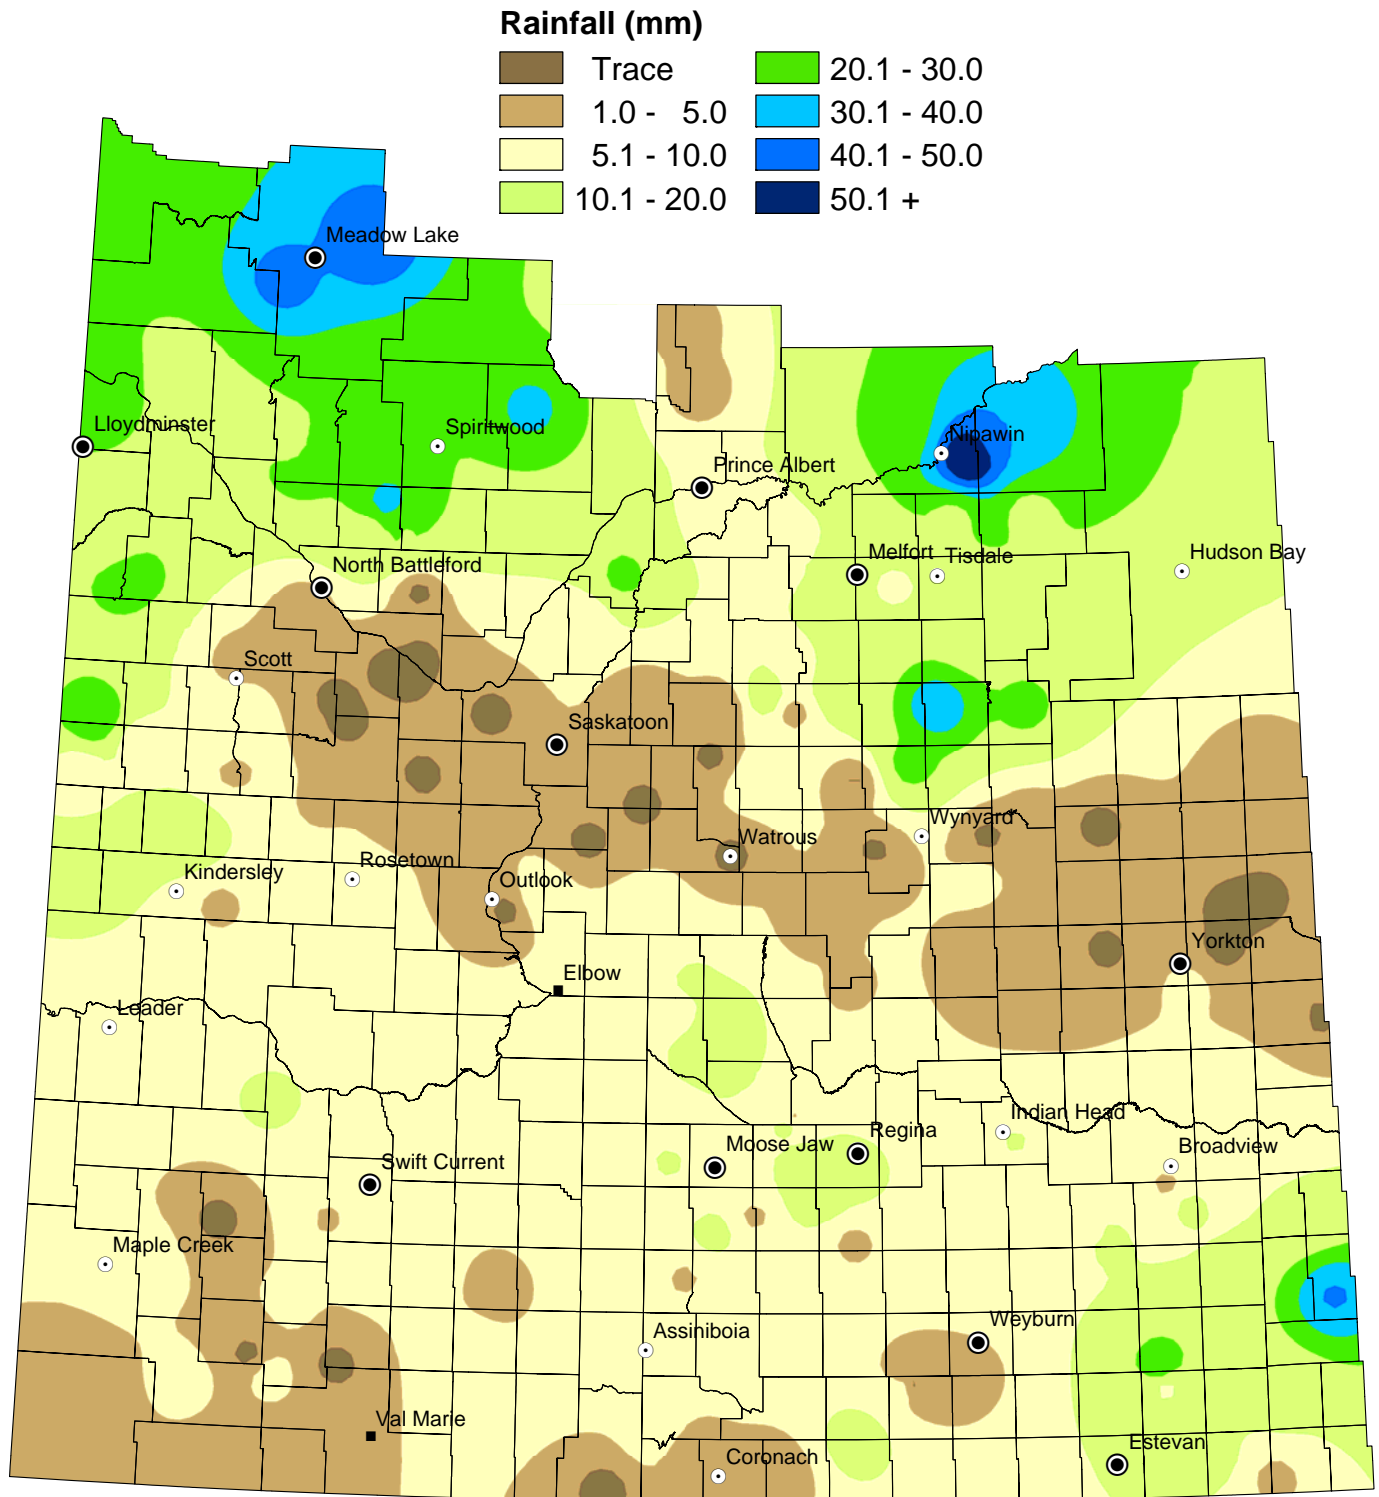 Rainfall (mm)
Trace
1.0 - 5.0
5.1 - 10.0
10.1 - 20.0
20.1 - 30.0
30.1 - 40.0
40.1 - 50.0
50.1 +
Meadow Lake
Lloydminster
Spiritwood
Nipawin
Prince Albert
North Battleford
Melfort
Tisdale
Hudson Bay
Scott
Saskatoon
Watrous
Wynyard
Kindersley
Rosetown
Outlook
Yorkton
Elbow
Leader
Indian Head
Regina
Moose Jaw
Broadview
Swift Current
Maple Creek
Weyburn
Assiniboia
Val Marie
Estevan
Coronach